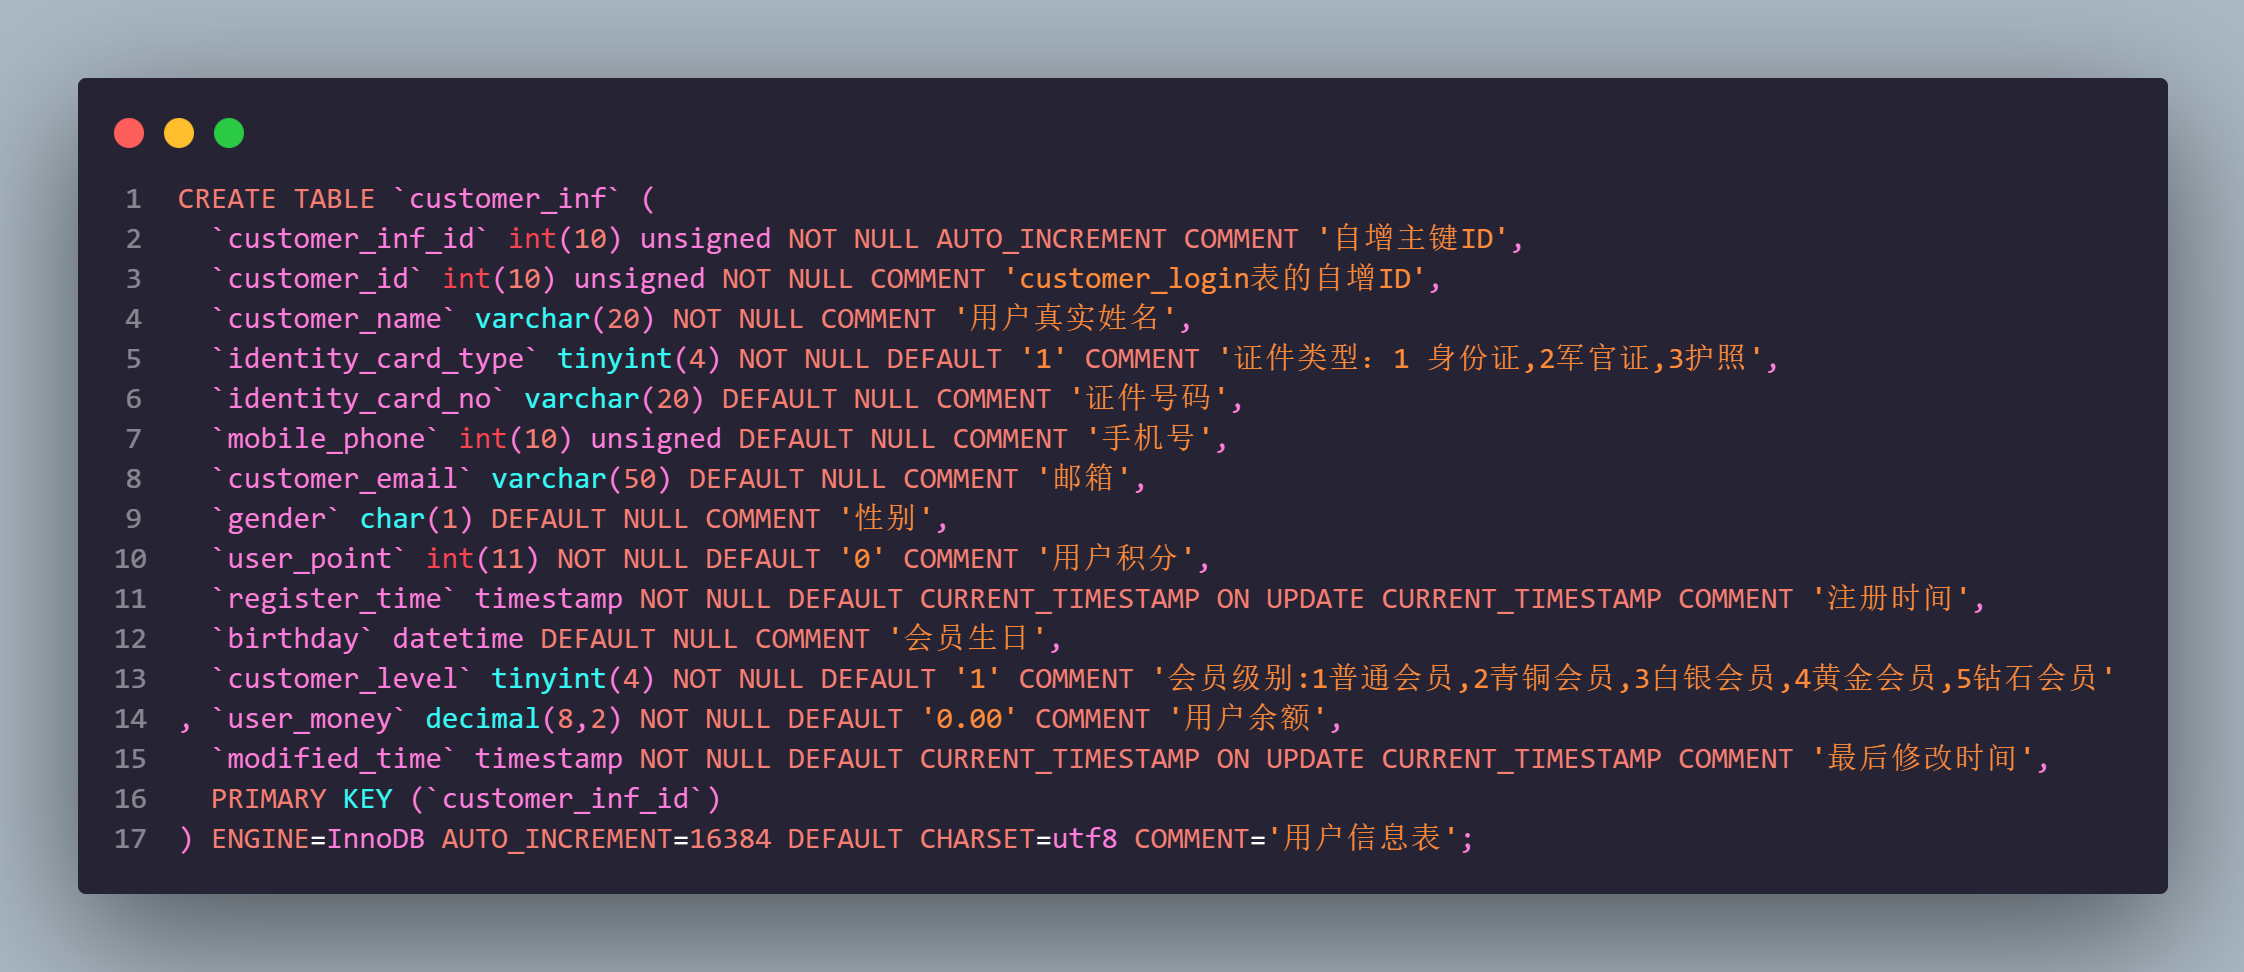 1 CREATE TABLE `customer_inf` (
2 `customer_inf_id` int(10) unsigned NOT NULL AUTO_INCREMENT COMMENT '自增主键ID',
3 `customer_id` int(10) unsigned NOT NULL COMMENT 'customer_login表的自增ID',
4 `customer_name` varchar(20) NOT NULL COMMENT '用户真实姓名',
5 `identity_card_type` tinyint(4) NOT NULL DEFAULT '1' COMMENT '证件类型：1 身份证,2军官证,3护照',
6 `identity_card_no` varchar(20) DEFAULT NULL COMMENT '证件号码',
7 `mobile_phone` int(10) unsigned DEFAULT NULL COMMENT '手机号',
8 `customer_email` varchar(50) DEFAULT NULL COMMENT '邮箱',
9 `gender` char(1) DEFAULT NULL COMMENT '性别',
10 `user_point` int(11) NOT NULL DEFAULT '0' COMMENT '用户积分',
11 `register_time` timestamp NOT NULL DEFAULT CURRENT_TIMESTAMP ON UPDATE CURRENT_TIMESTAMP COMMENT '注册时间',
12 `birthday` datetime DEFAULT NULL COMMENT '会员生日',
13 `customer_level` tinyint(4) NOT NULL DEFAULT '1' COMMENT '会员级别:1普通会员,2青铜会员,3白银会员,4黄金会员,5钻石会员'
14 , `user_money` decimal(8,2) NOT NULL DEFAULT '0.00' COMMENT '用户余额',
15 `modified_time` timestamp NOT NULL DEFAULT CURRENT_TIMESTAMP ON UPDATE CURRENT_TIMESTAMP COMMENT '最后修改时间',
16 PRIMARY KEY (`customer_inf_id`)
17 ) ENGINE=InnoDB AUTO_INCREMENT=16384 DEFAULT CHARSET=utf8 COMMENT='用户信息表';